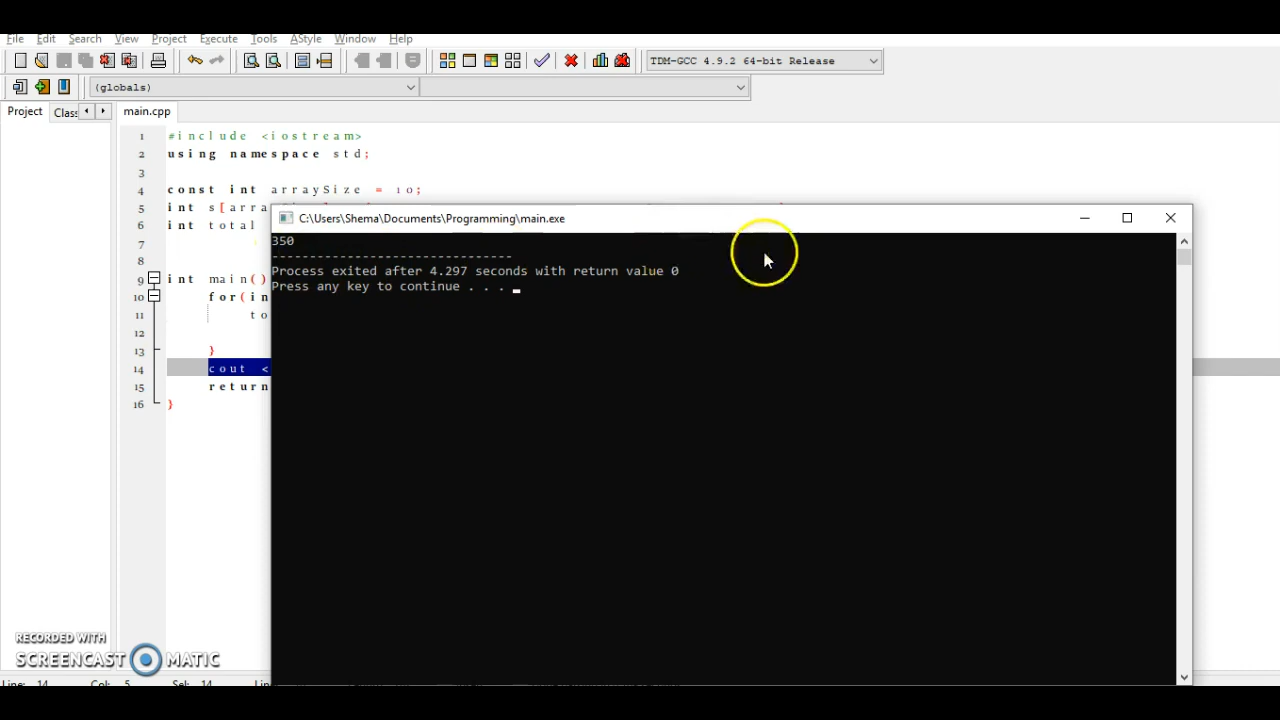 File Edit Search View Project Execute Tools AStyle Window Help
TDM-GCC 4.9.2 64-bit Release
(globals)
Project Class main.cpp
1 #include <iostream>
2 using namespace std;
3
4 const int arraySize = 10;
5 int s[arra
6 int total
7
8
9 int main()
10 for(in
11 to
12
13 }
14 cout <
15 return
16 }
C:\Users\Shema\Documents\Programming\main.exe
350
--------------------------------
Process exited after 4.297 seconds with return value 0
Press any key to continue . . .
RECORDED WITH
SCREENCAST MATIC
Line: 14 Col: 5 Sel: 14